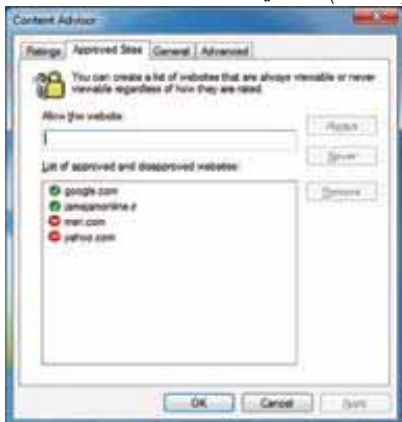 Content Advisor
Ratings Approved Sites General Advanced
You can create a list of websites that are always viewable or never
viewable regardless of how they are rated.
Allow this website:
Always
Never
List of approved and disapproved websites:
Remove
google.com
msn.com
yahoo.com
OK Cancel Apply